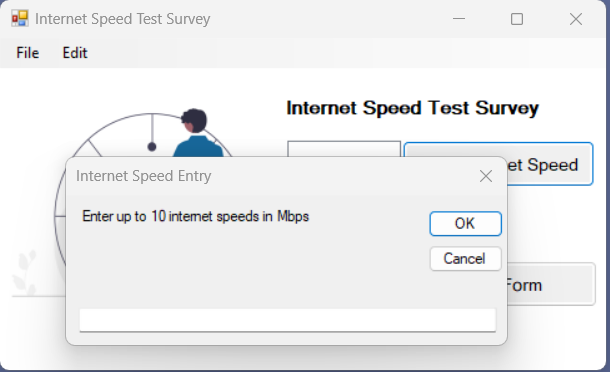 Internet Speed Test Survey
File Edit
Internet Speed Test Survey
et Speed
Internet Speed Entry
Enter up to 10 internet speeds in Mbps
OK
Cancel
Form